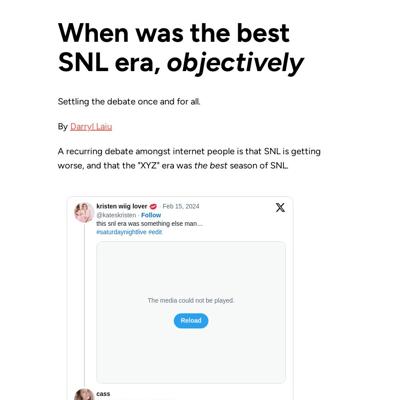 When was the best
SNL era, objectively
Settling the debate once and for all.
By Darryl Laiu
A recurring debate amongst internet people is that SNL is getting
worse, and that the "XYZ" era was the best season of SNL.
kristen wiig lover 💋 Feb 15, 2024
@kateskristen · Follow
this snl era was something else man...
#saturdaynightlive #edit
The media could not be played.
Reload
cass